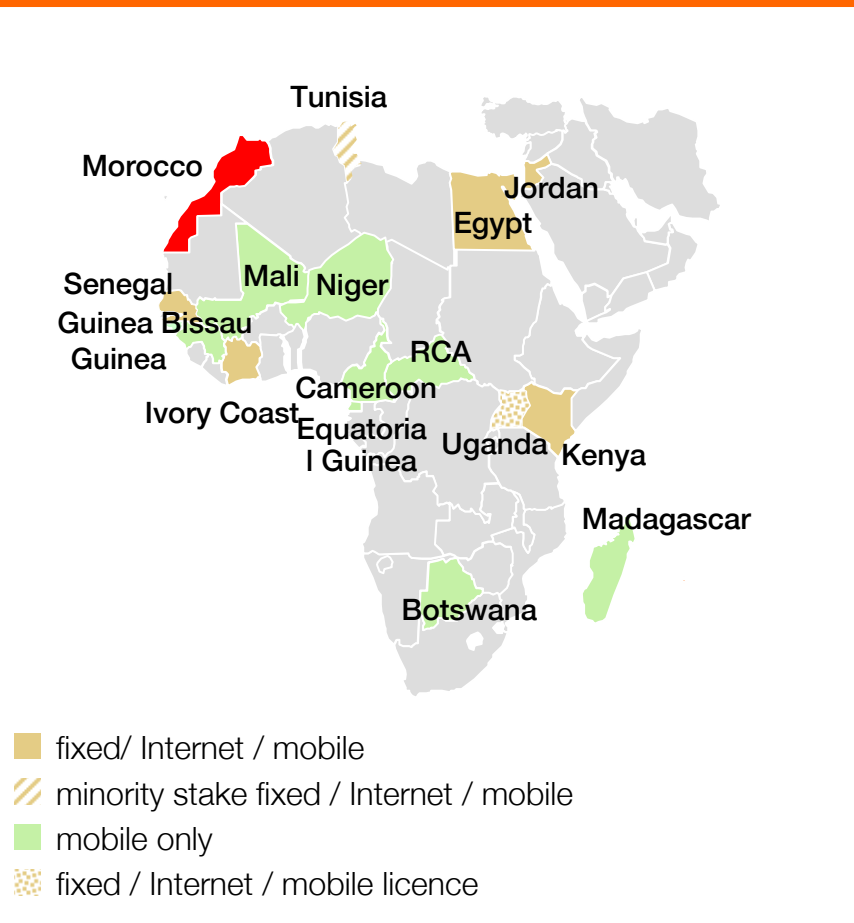 Tunisia
Morocco
Jordan
Egypt
Senegal
Mali
Niger
Guinea Bissau
Guinea
RCA
Cameroon
Ivory Coast
Equatoria
l Guinea
Uganda
Kenya
Madagascar
Botswana
fixed/ Internet / mobile
minority stake fixed / Internet / mobile
mobile only
fixed / Internet / mobile licence